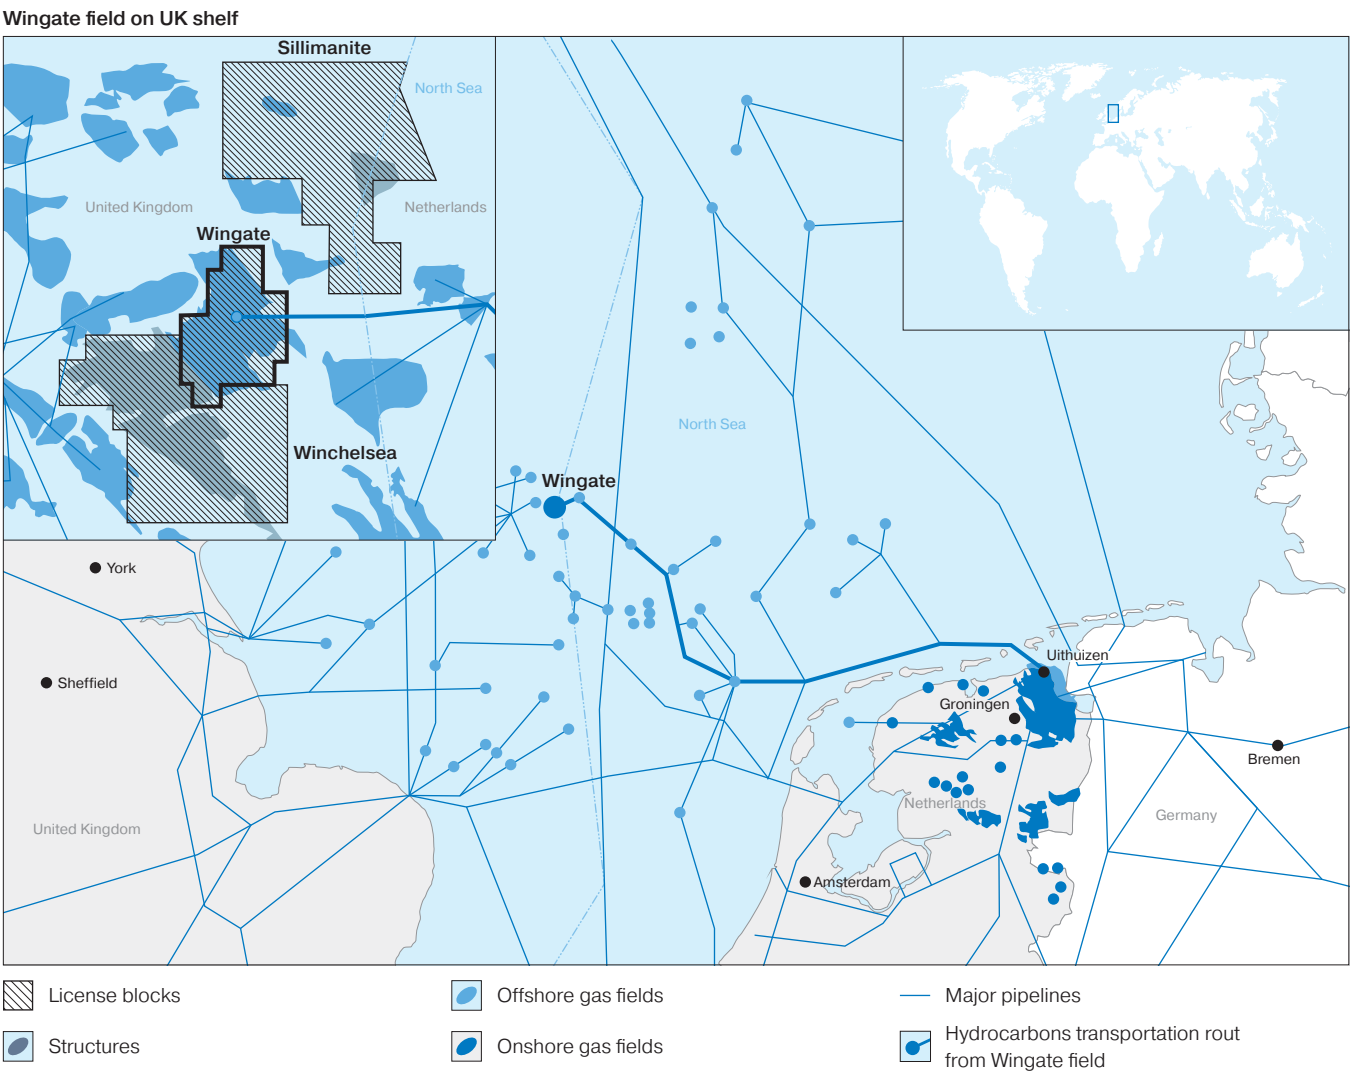 Wingate field on UK shelf
Sillimanite
North Sea
United Kingdom
Netherlands
Wingate
Winchelsea
North Sea
Wingate
York
Sheffield
United Kingdom
Uithuizen
Groningen
Bremen
Netherlands
Germany
Amsterdam
License blocks
Offshore gas fields
Major pipelines
Structures
Onshore gas fields
Hydrocarbons transportation rout
from Wingate field